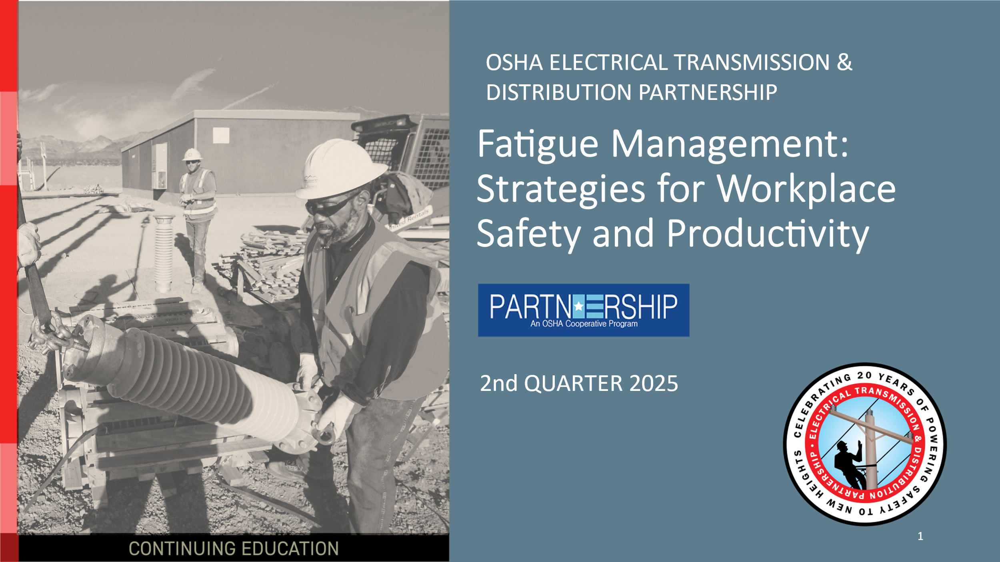 OSHA ELECTRICAL TRANSMISSION &
DISTRIBUTION PARTNERSHIP
Fatigue Management:
Strategies for Workplace
Safety and Productivity
PARTNERSHIP
An OSHA Cooperative Program
2nd QUARTER 2025
CELEBRATING 20 YEARS OF POWERING SAFETY TO NEW HEIGHTS
ELECTRICAL TRANSMISSION & DISTRIBUTION PARTNERSHIP •
1
United Rentals
CONTINUING EDUCATION